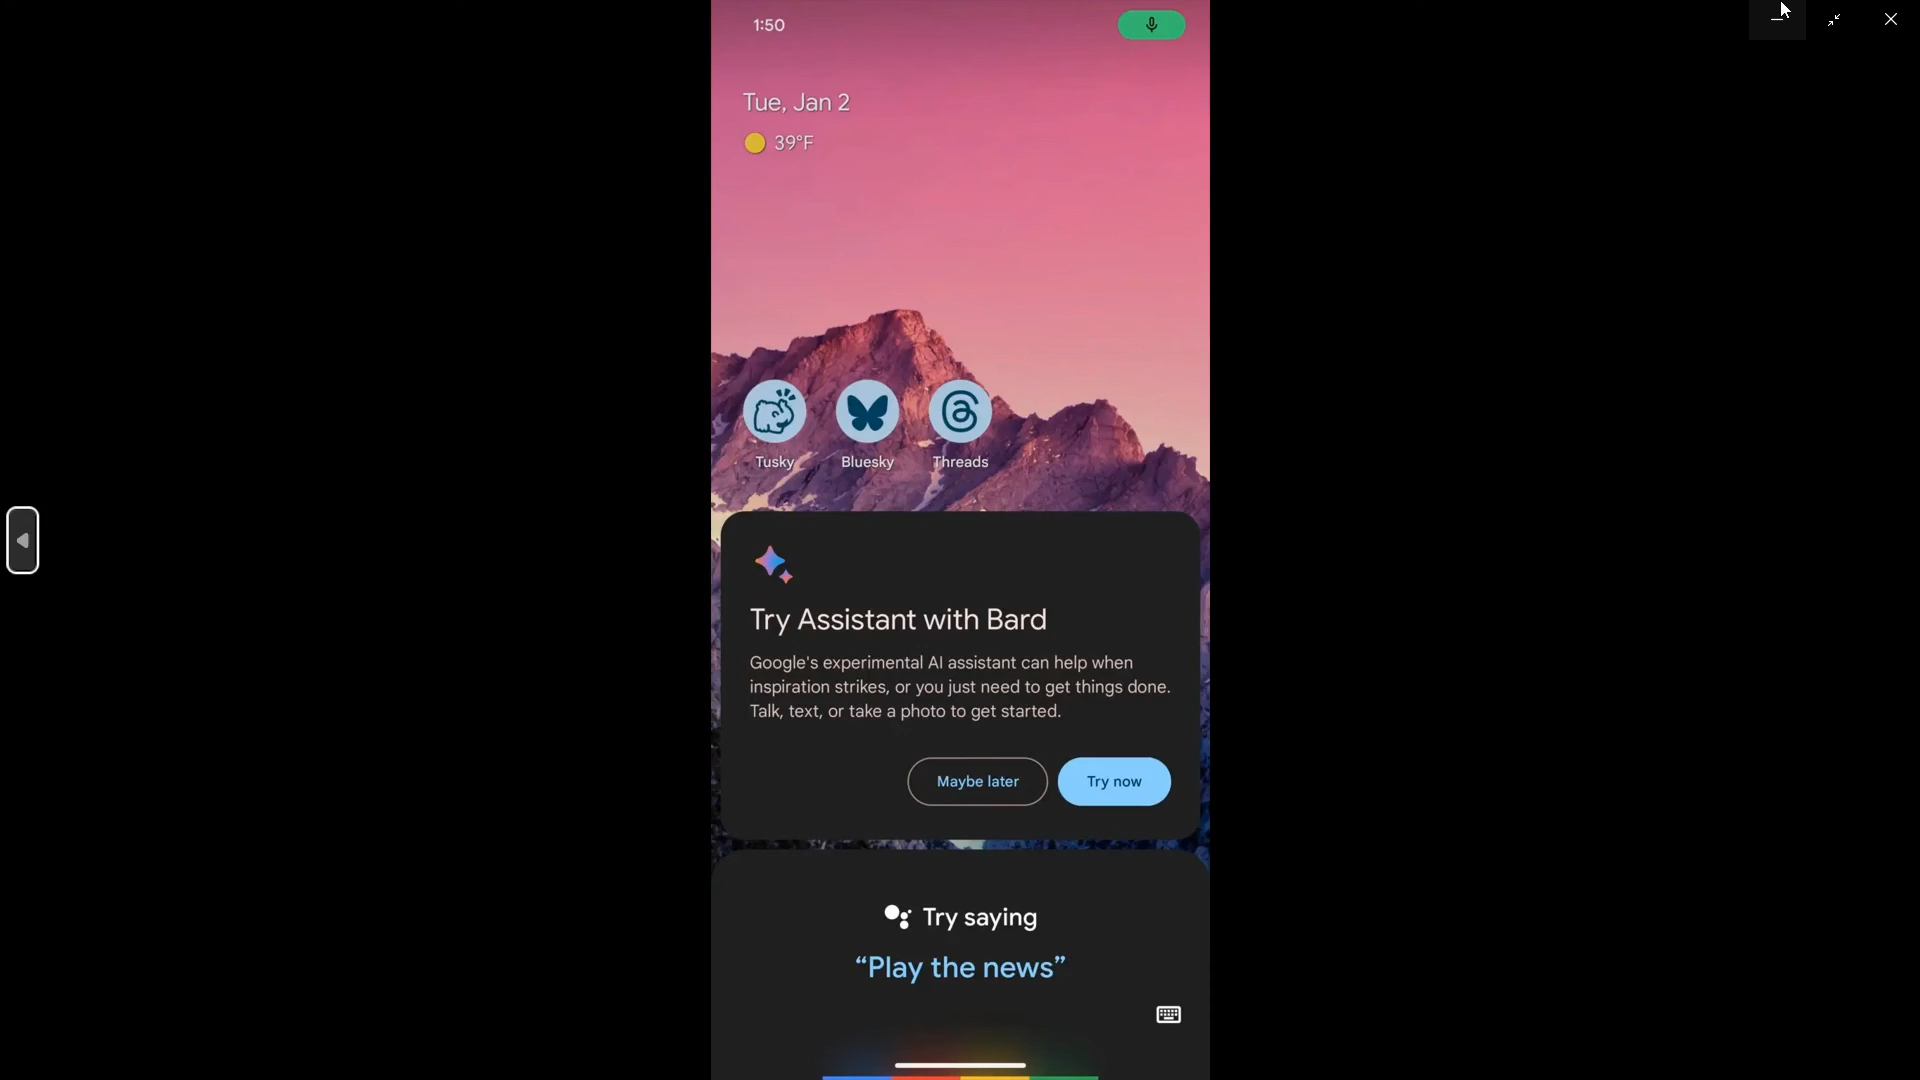 1:50
Tue, Jan 2
39°F
Tusky
Bluesky
Threads
Try Assistant with Bard
Google's experimental AI assistant can help when
inspiration strikes, or you just need to get things done.
Talk, text, or take a photo to get started.
Maybe later
Try now
Try saying
“Play the news”